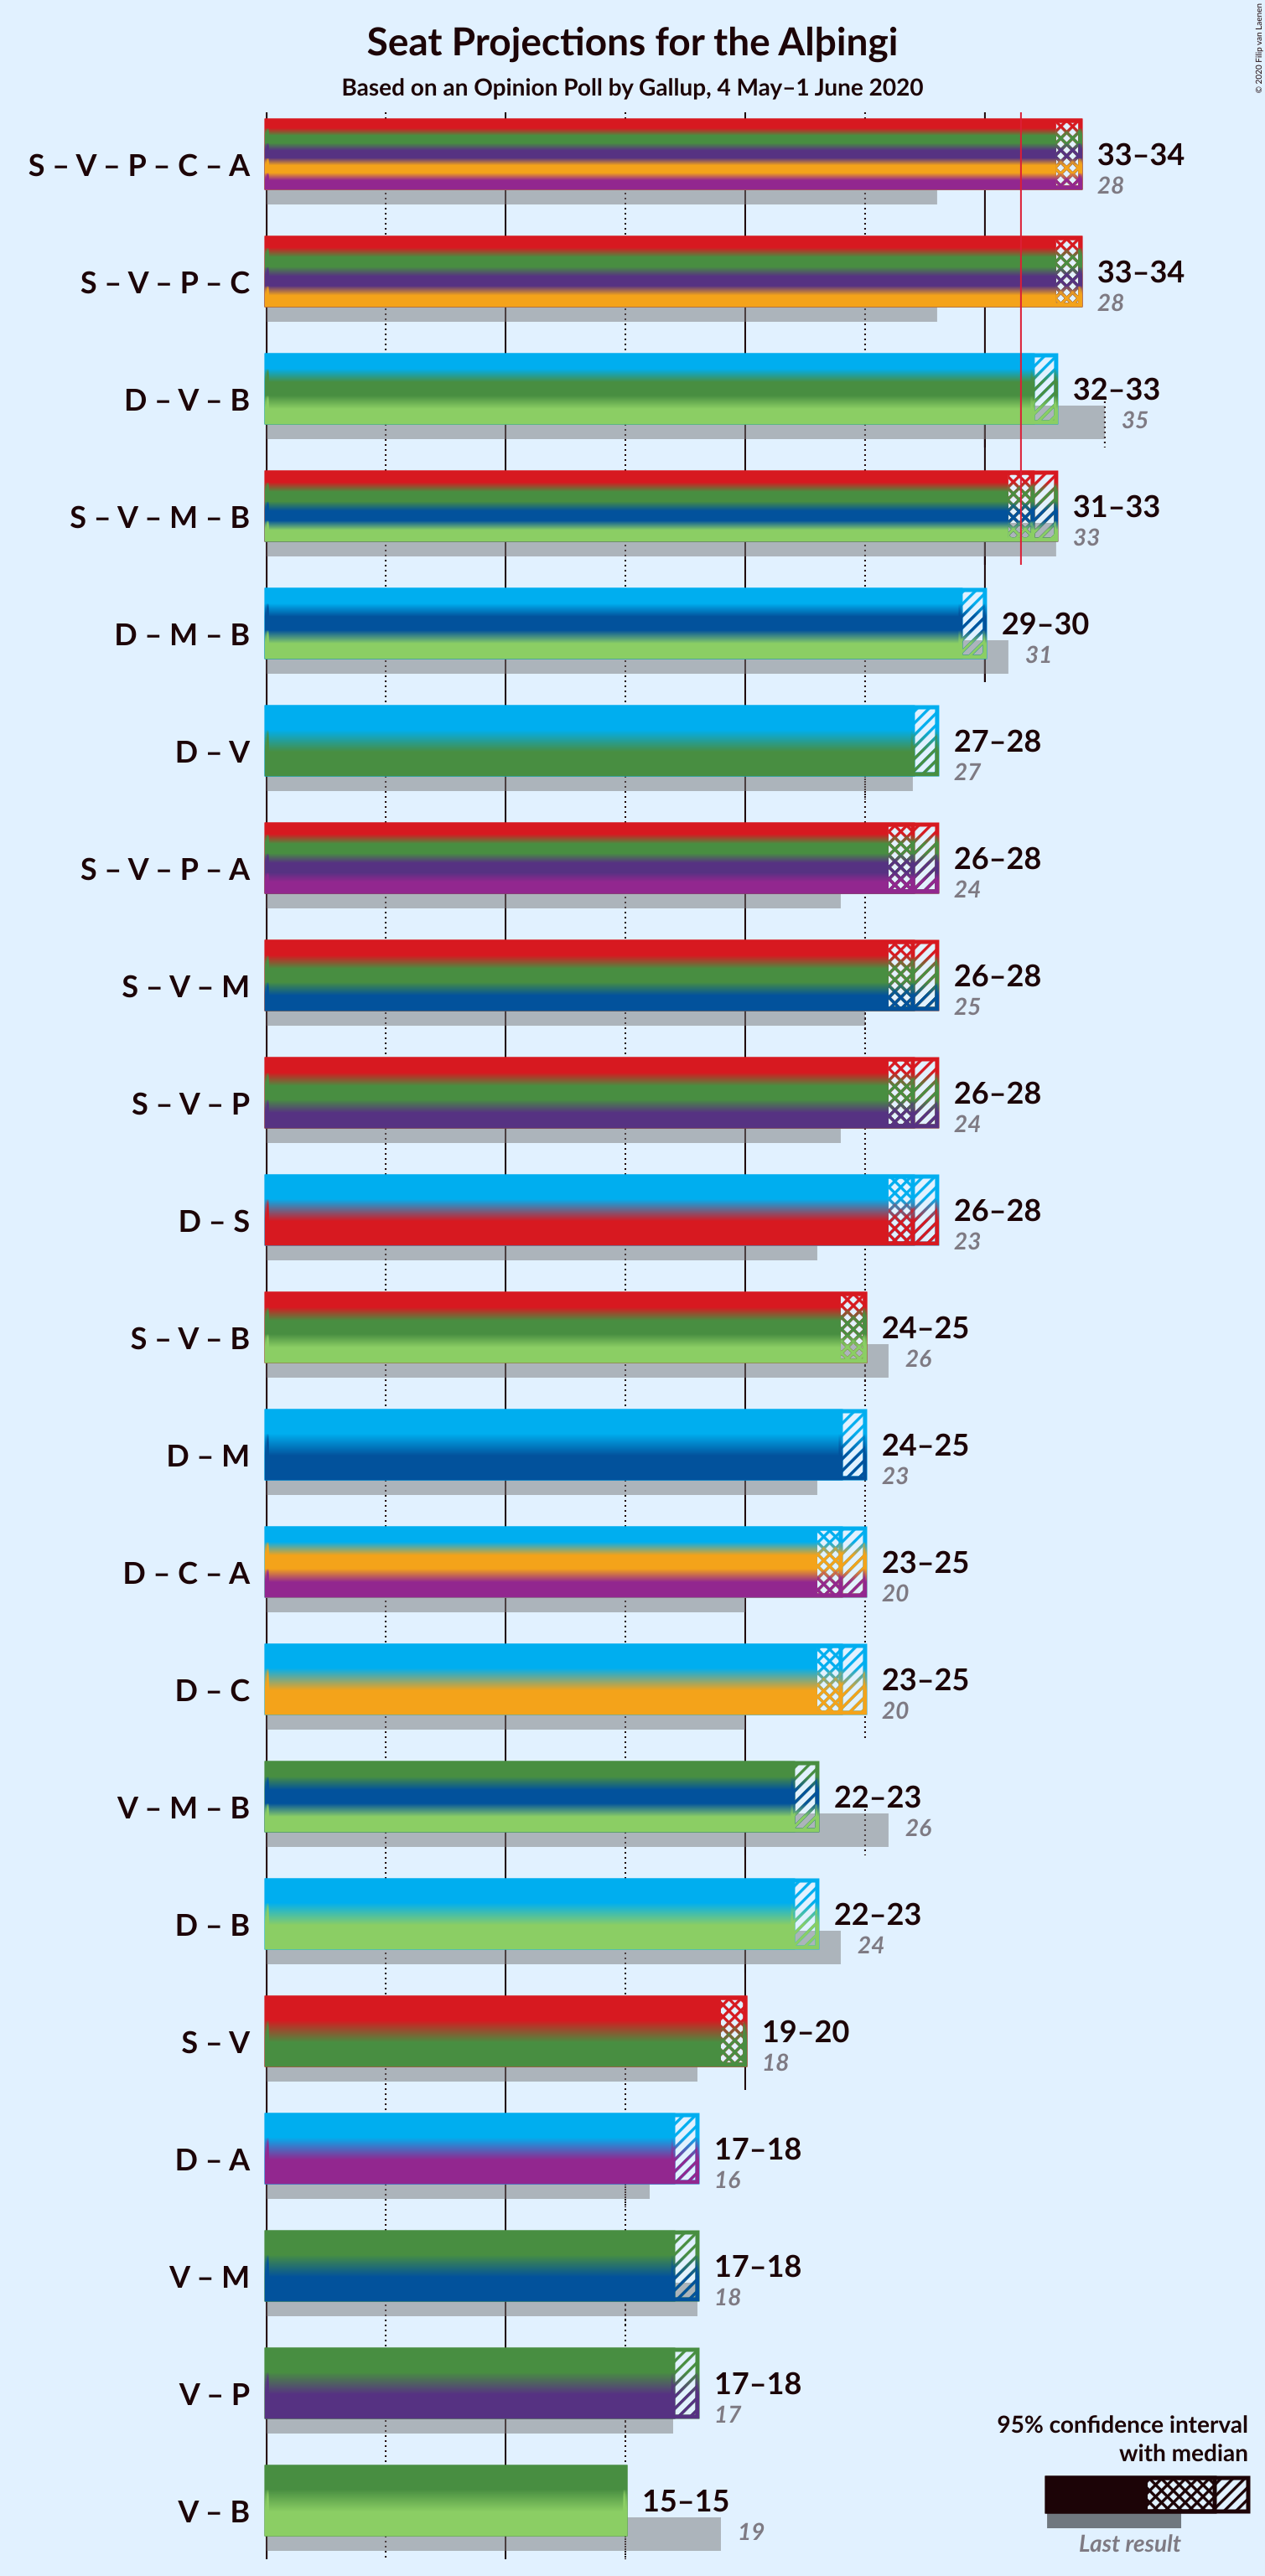 Seat Projections for the Alþingi
Based on an Opinion Poll by Gallup, 4 May–1 June 2020
© 2020 Filip van Laenen
S – V – P – C – A
33–34
28
S – V – P – C
33–34
28
D – V – B
32–33
35
S – V – M – B
31–33
33
D – M – B
29–30
31
D – V
27–28
27
S – V – P – A
26–28
24
S – V – M
26–28
25
S – V – P
26–28
24
D – S
26–28
23
S – V – B
24–25
26
D – M
24–25
23
D – C – A
23–25
20
D – C
23–25
20
V – M – B
22–23
26
D – B
22–23
24
S – V
19–20
18
D – A
17–18
16
V – M
17–18
18
V – P
17–18
17
V – B
15–15
19
95% confidence interval
with median
Last result